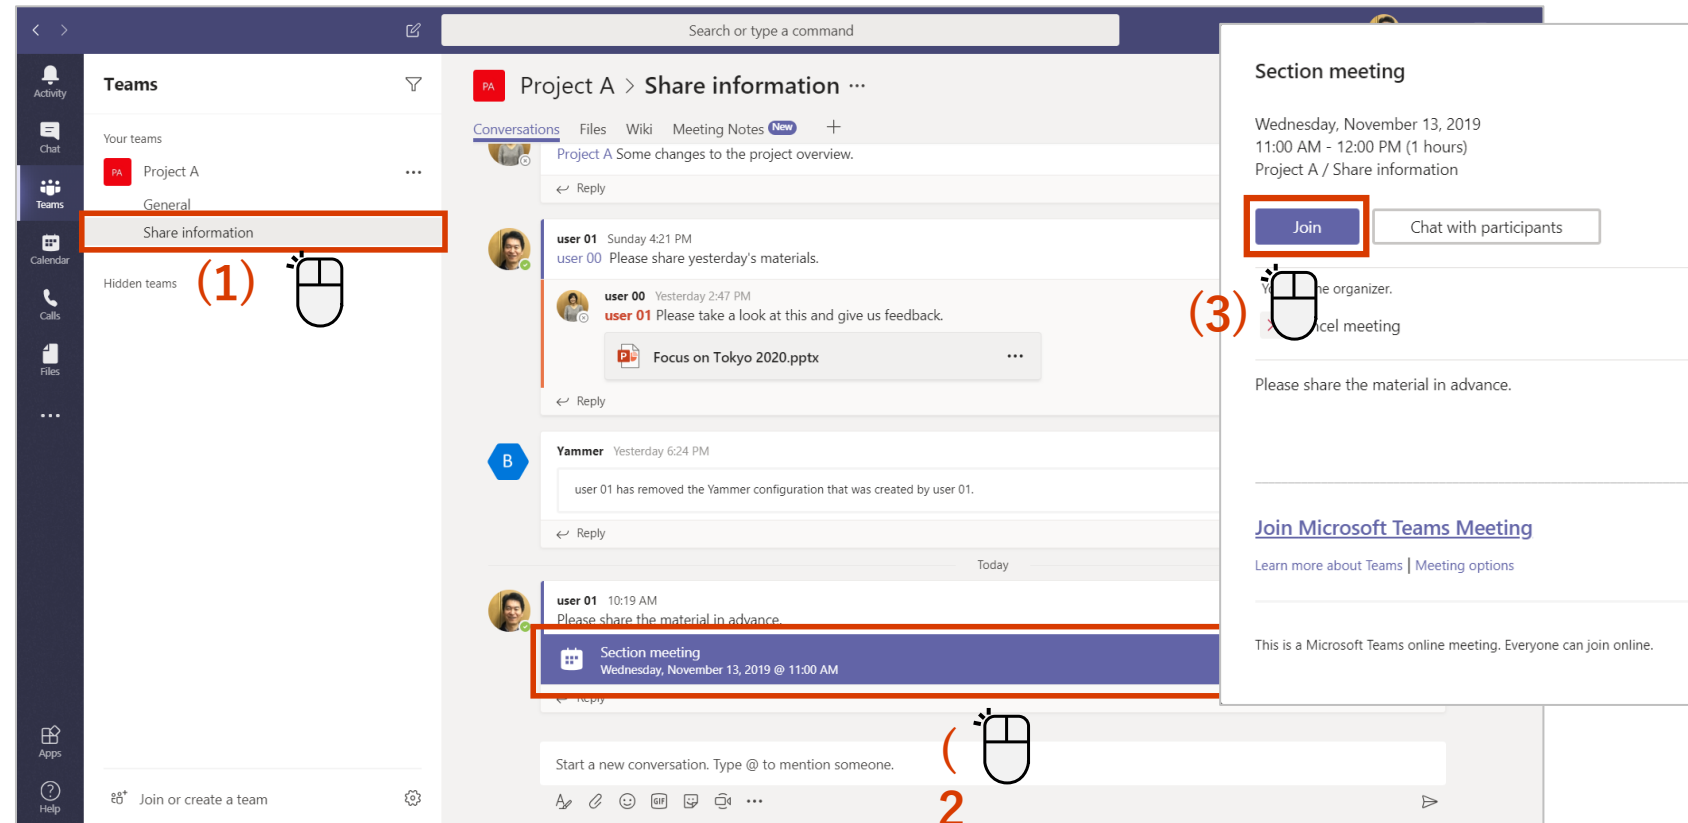 Search or type a command
Activity
Chat
Teams
Calendar
Calls
Files
Apps
Help
Teams
Your teams
PA Project A
General
Share information
(1)
Hidden teams
Join or create a team
PA Project A > Share information ...
Conversations Files Wiki Meeting Notes New +
Project A Some changes to the project overview.
Reply
user 01 Sunday 4:21 PM
user 00 Please share yesterday's materials.
user 00 Yesterday 2:47 PM
user 01 Please take a look at this and give us feedback.
Focus on Tokyo 2020.pptx
Reply
B
Yammer Yesterday 6:24 PM
user 01 has removed the Yammer configuration that was created by user 01.
Reply
Today
user 01 10:19 AM
Please share the material in advance.
Section meeting
Wednesday, November 13, 2019 @ 11:00 AM
Reply
(
2
Start a new conversation. Type @ to mention someone.
GIF
Section meeting
Wednesday, November 13, 2019
11:00 AM - 12:00 PM (1 hours)
Project A / Share information
Join Chat with participants
(3)
organizer.
meeting
Please share the material in advance.
Join Microsoft Teams Meeting
Learn more about Teams | Meeting options
This is a Microsoft Teams online meeting. Everyone can join online.